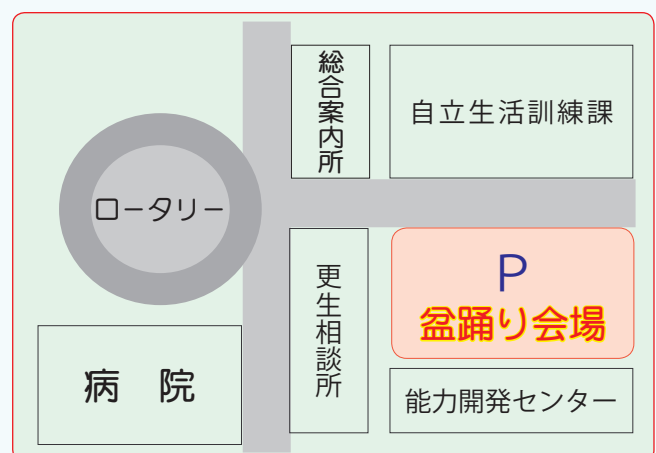 総合案内所
自立生活訓練課
ロータリー
更生相談所
P
盆踊り会場
病　院
能力開発センター